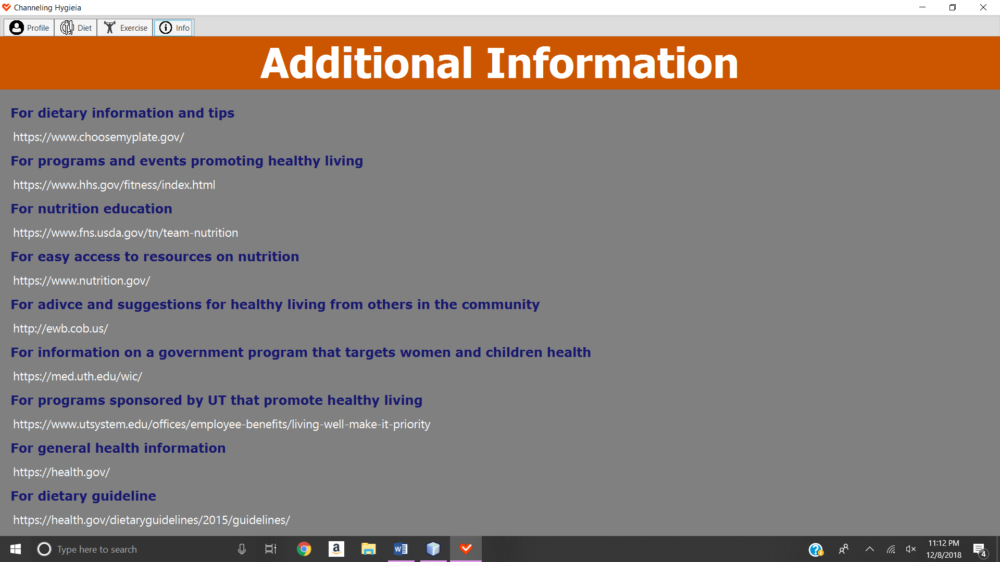 Channeling Hygieia
Profile Diet Exercise Info
Additional Information
For dietary information and tips
https://www.choosemyplate.gov/
For programs and events promoting healthy living
https://www.hhs.gov/fitness/index.html
For nutrition education
https://www.fns.usda.gov/tn/team-nutrition
For easy access to resources on nutrition
https://www.nutrition.gov/
For adivce and suggestions for healthy living from others in the community
http://ewb.cob.us/
For information on a government program that targets women and children health
https://med.uth.edu/wic/
For programs sponsored by UT that promote healthy living
https://www.utsystem.edu/offices/employee-benefits/living-well-make-it-priority
For general health information
https://health.gov/
For dietary guideline
https://health.gov/dietaryguidelines/2015/guidelines/
Type here to search
11:12 PM
12/8/2018
4